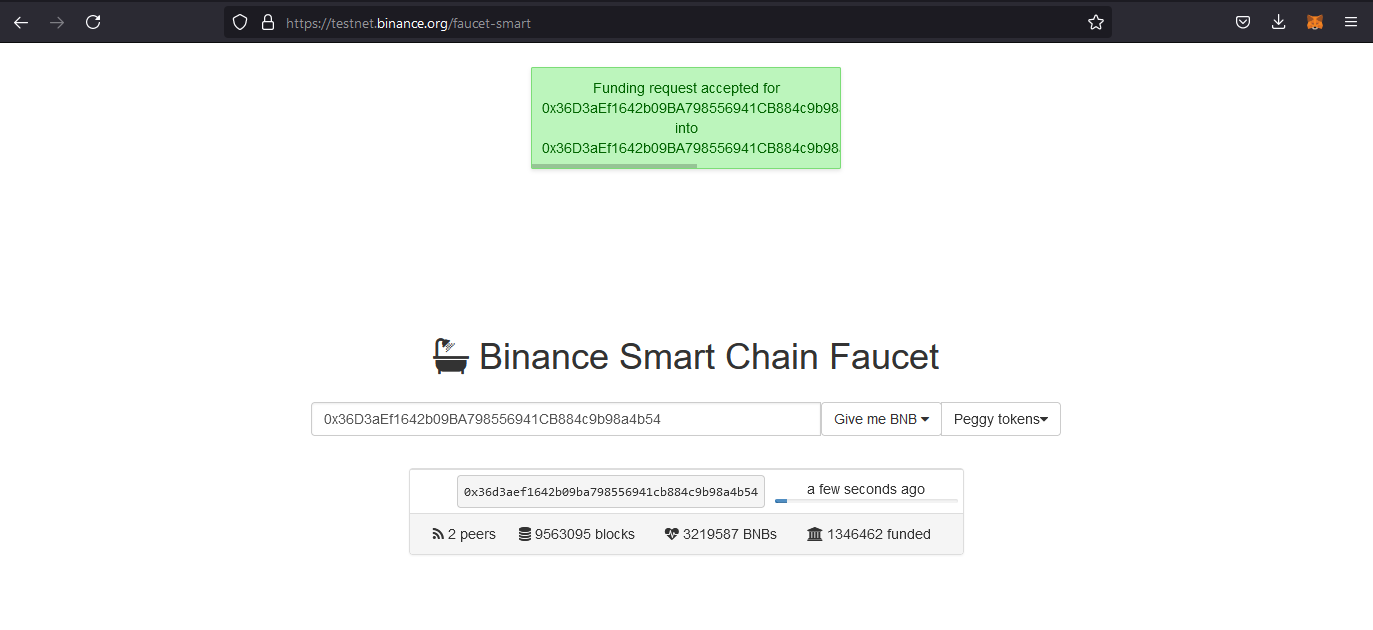 https://testnet.binance.org/faucet-smart
Funding request accepted for
0x36D3aEf1642b09BA798556941CB884c9b98
into
0x36D3aEf1642b09BA798556941CB884c9b98
Binance Smart Chain Faucet
0x36D3aEf1642b09BA798556941CB884c9b98a4b54 Give me BNB Peggy tokens
0x36d3aef1642b09ba798556941cb884c9b98a4b54 a few seconds ago
2 peers 9563095 blocks 3219587 BNBs 1346462 funded